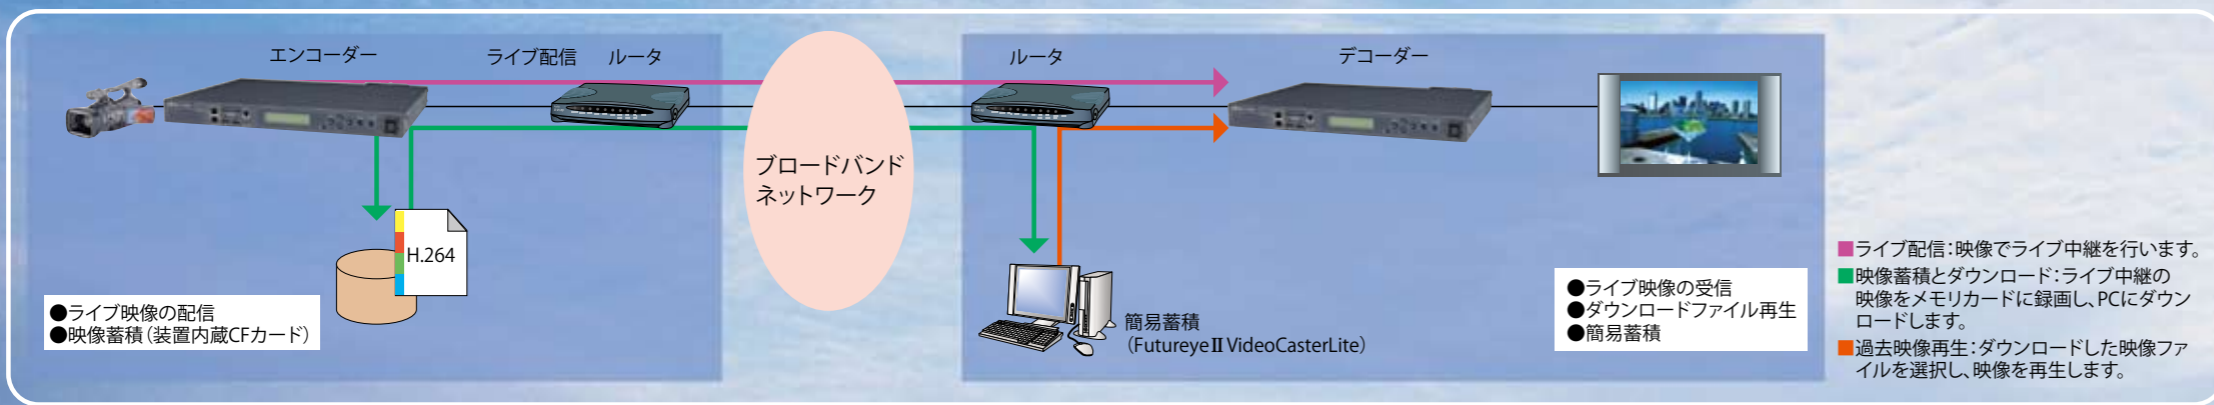 エンコーダー
ライブ配信
ルータ
ブロードバンド
ネットワーク
ルータ
デコーダー
H.264
●ライブ映像の配信
●映像蓄積(装置内蔵CFカード)
簡易蓄積
(FutureyeⅡVideoCasterLite)
●ライブ映像の受信
●ダウンロードファイル再生
●簡易蓄積
■ライブ配信:映像でライブ中継を行います。
■映像蓄積とダウンロード:ライブ中継の
映像をメモリカードに録画し、PCにダウン
ロードします。
■過去映像再生:ダウンロードした映像ファ
イルを選択し、映像を再生します。